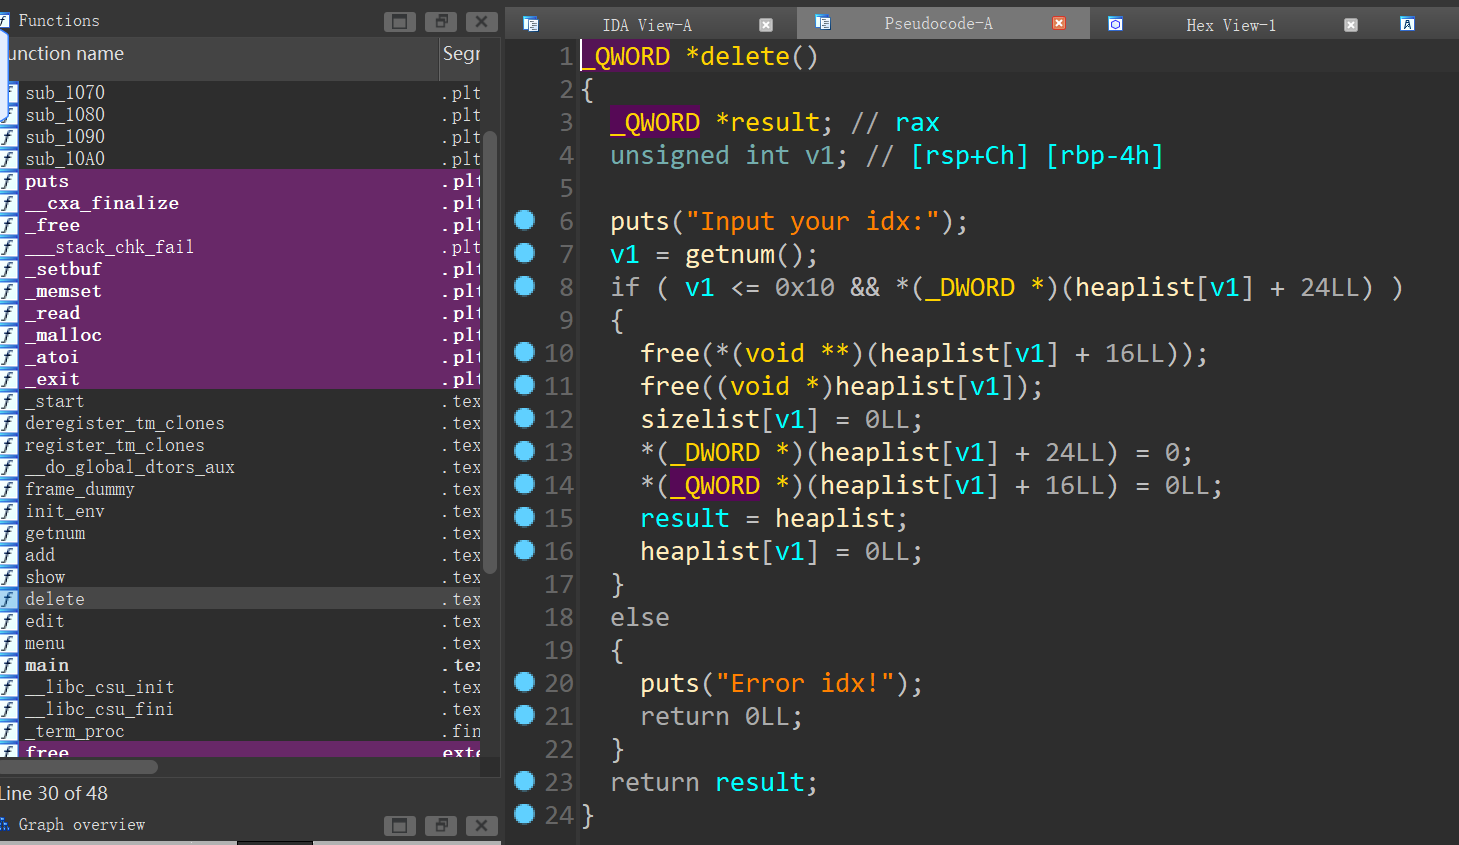 Functions
unction name Segr
sub_1070 .plt
sub_1080 .plt
sub_1090 .plt
sub_10A0 .plt
puts .plt
__cxa_finalize .plt
_free .plt
___stack_chk_fail .plt
_setbuf .plt
_memset .plt
_read .plt
_malloc .plt
_atoi .plt
_exit .plt
_start .tex
deregister_tm_clones .tex
register_tm_clones .tex
__do_global_dtors_aux .tex
frame_dummy .tex
init_env .tex
getnum .tex
add .tex
show .tex
delete .tex
edit .tex
menu .tex
main .tex
__libc_csu_init .tex
__libc_csu_fini .tex
_term_proc .fin
free exte
Line 30 of 48
Graph overview
IDA View-A Pseudocode-A Hex View-1
1 _QWORD *delete()
2 {
3 _QWORD *result; // rax
4 unsigned int v1; // [rsp+Ch] [rbp-4h]
5
6 puts("Input your idx:");
7 v1 = getnum();
8 if ( v1 <= 0x10 && *(_DWORD *)(heaplist[v1] + 24LL) )
9 {
10 free(*(void **)(heaplist[v1] + 16LL));
11 free((void *)heaplist[v1]);
12 sizelist[v1] = 0LL;
13 *(_DWORD *)(heaplist[v1] + 24LL) = 0;
14 *(_QWORD *)(heaplist[v1] + 16LL) = 0LL;
15 result = heaplist;
16 heaplist[v1] = 0LL;
17 }
18 else
19 {
20 puts("Error idx!");
21 return 0LL;
22 }
23 return result;
24 }